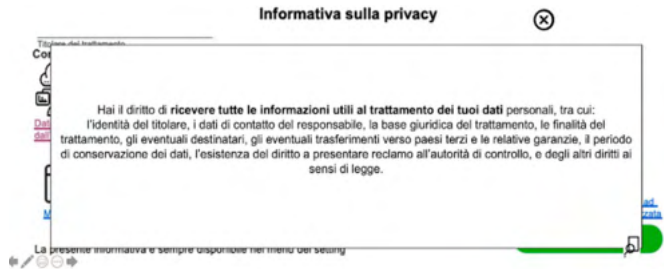 Informativa sulla privacy
Titolare del trattamento
Co
Hai il diritto di ricevere tutte le informazioni utili al trattamento dei tuoi dati personali, tra cui:
l'identità del titolare, i dati di contatto del responsabile, la base giuridica del trattamento, le finalità del
trattamento, gli eventuali destinatari, gli eventuali trasferimenti verso paesi terzi e le relative garanzie, il periodo
di conservazione dei dati, l'esistenza del diritto a presentare reclamo all'autorità di controllo, e degli altri diritti ai
sensi di legge.
ad
zata
La presente informativa è sempre disponibile nel menù dei setting